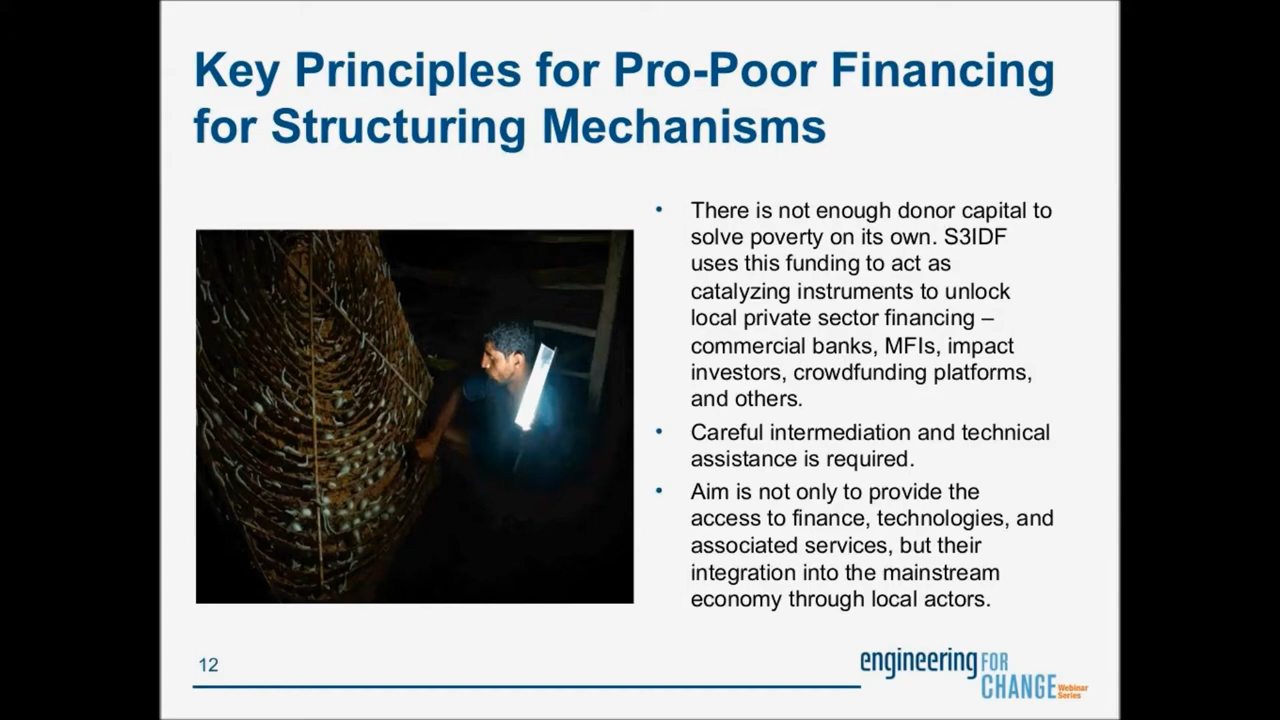 Key Principles for Pro-Poor Financing
for Structuring Mechanisms
• There is not enough donor capital to
solve poverty on its own. S3IDF
uses this funding to act as
catalyzing instruments to unlock
local private sector financing –
commercial banks, MFIs, impact
investors, crowdfunding platforms,
and others.
• Careful intermediation and technical
assistance is required.
• Aim is not only to provide the
access to finance, technologies, and
associated services, but their
integration into the mainstream
economy through local actors.
12
engineering FOR
CHANGE Webinar
Series